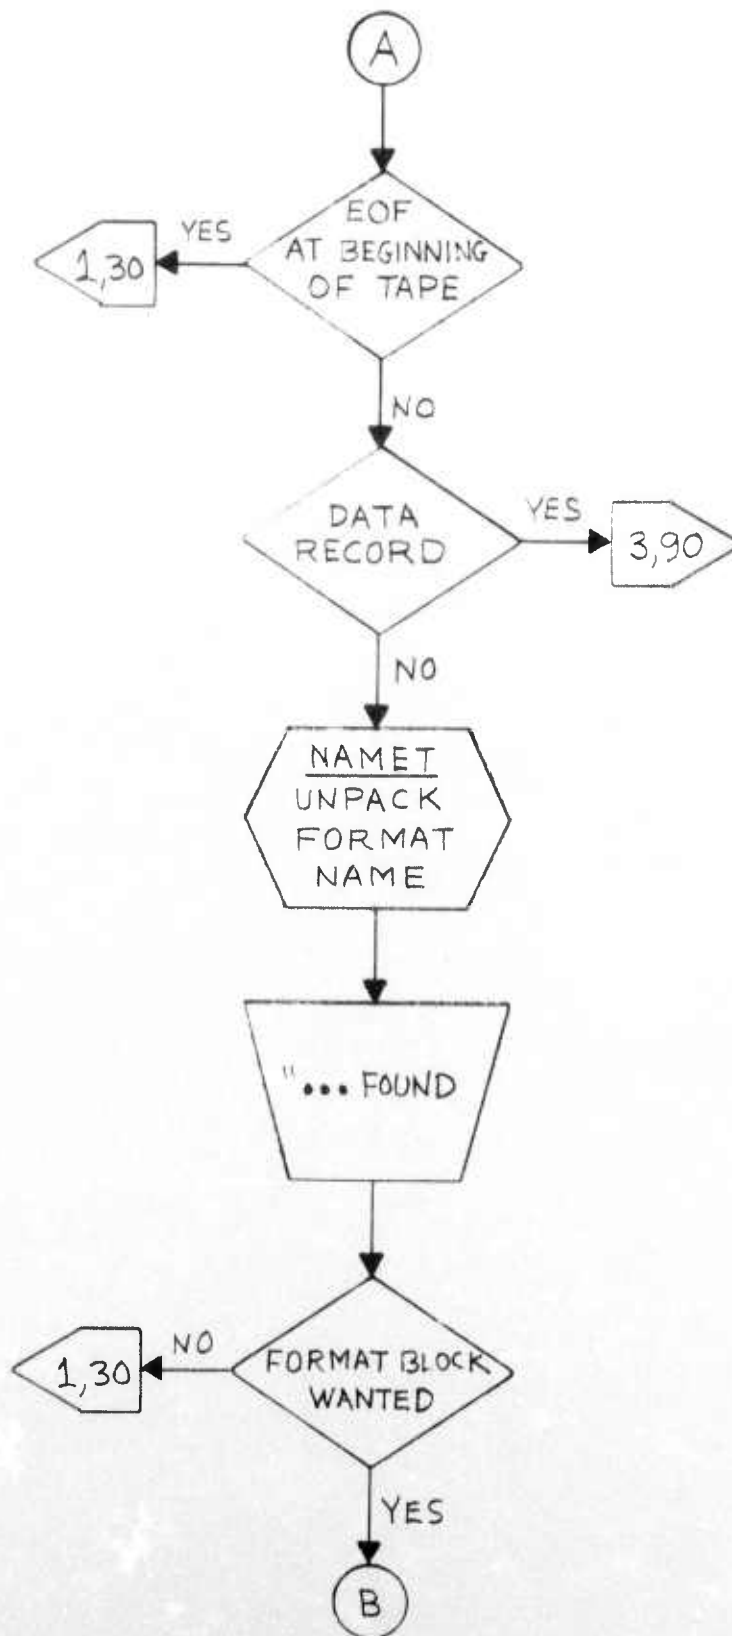 A
EOF
AT BEGINNING
OF TAPE
YES
1,30
NO
DATA
RECORD
YES
3,90
NO
NAMET
UNPACK
FORMAT
NAME
"... FOUND
FORMAT BLOCK
WANTED
NO
1,30
YES
B